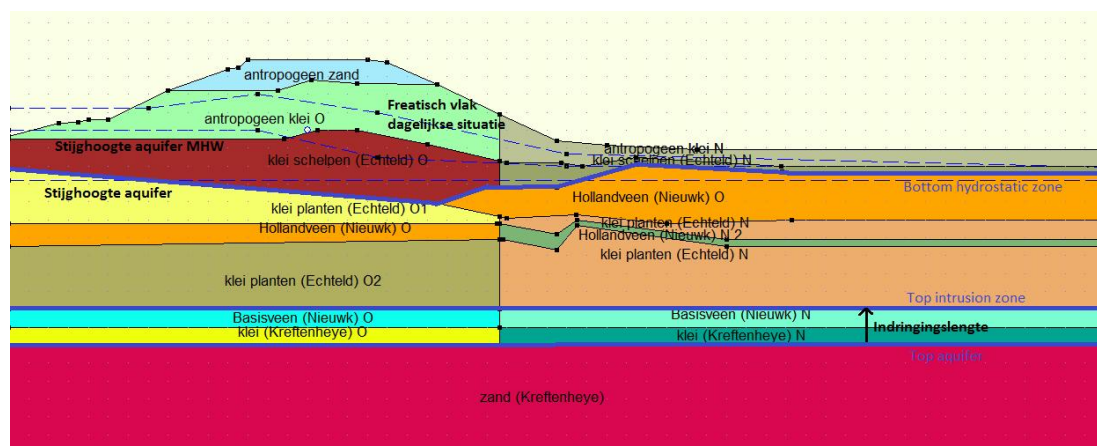 antropogeen zand
Freatisch vlak
dagelijkse situatie
antropogeen klei O
Stijghoogte aquifer MHW
antropogeen klei N
klei schelpen (Echteld) O
klei schelpen (Echteld) N
Stijghoogte aquifer
Bottom hydrostatic zone
Hollandveen (Nieuwk) O
klei planten (Echteld) O1
klei planten (Echteld) N
Hollandveen (Nieuwk) O
Hollandveen (Nieuwk) N 2
klei planten (Echteld) N
klei planten (Echteld) O2
Top intrusion zone
Basisveen (Nieuwk) O
Basisveen (Nieuwk) N
Indringingslengte
klei (Kreftenheye) O
klei (Kreftenheye) N
Top aquifer
zand (Kreftenheye)